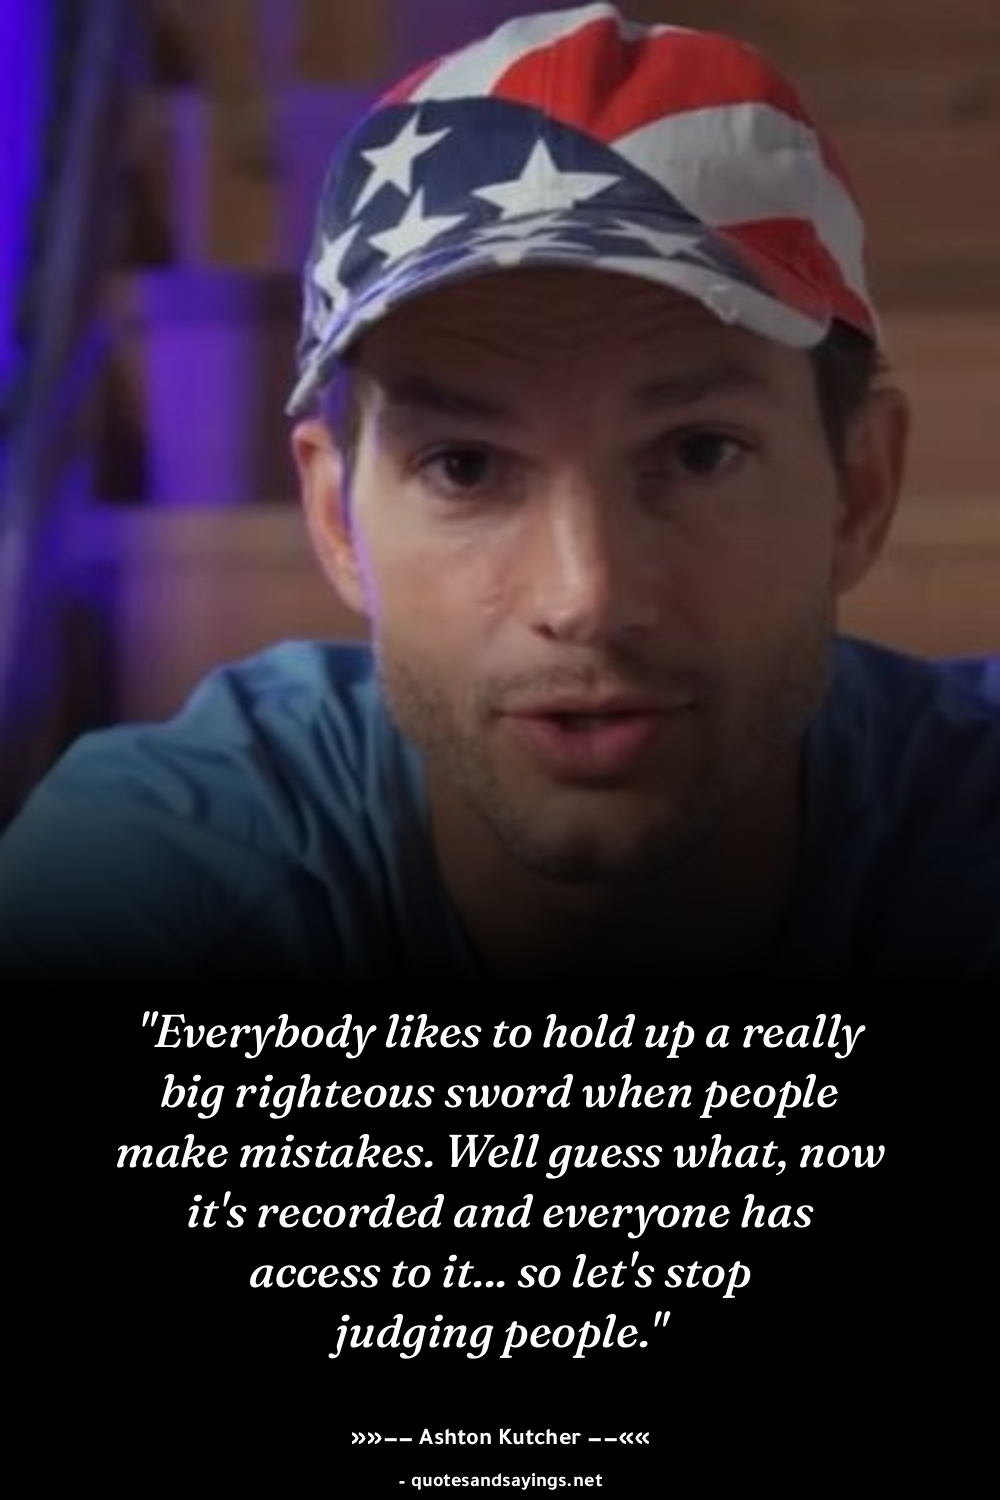 "Everybody likes to hold up a really
big righteous sword when people
make mistakes. Well guess what, now
it's recorded and everyone has
access to it... so let's stop
judging people."
»»−− Ashton Kutcher −−««
- quotesandsayings.net